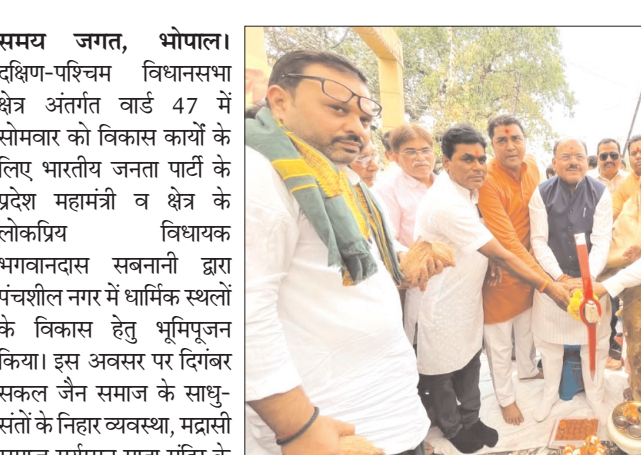 समय जगत, भोपाल।
दक्षिण-पश्चिम विधानसभा
क्षेत्र अंतर्गत वार्ड 47 में
सोमवार को विकास कार्यो के
लिए भारतीय जनता पार्टी के
प्रदेश महामंत्री व क्षेत्र के
लोकप्रिय विधायक
भगवानदास सबनानी द्वारा
पंचशील नगर में धार्मिक स्थलों
के विकास हेतु भूमिपूजन
किया। इस अवसर पर दिगंबर
सकल जैन समाज के साधु-
संतों के निहार व्यवस्था, मद्रासी